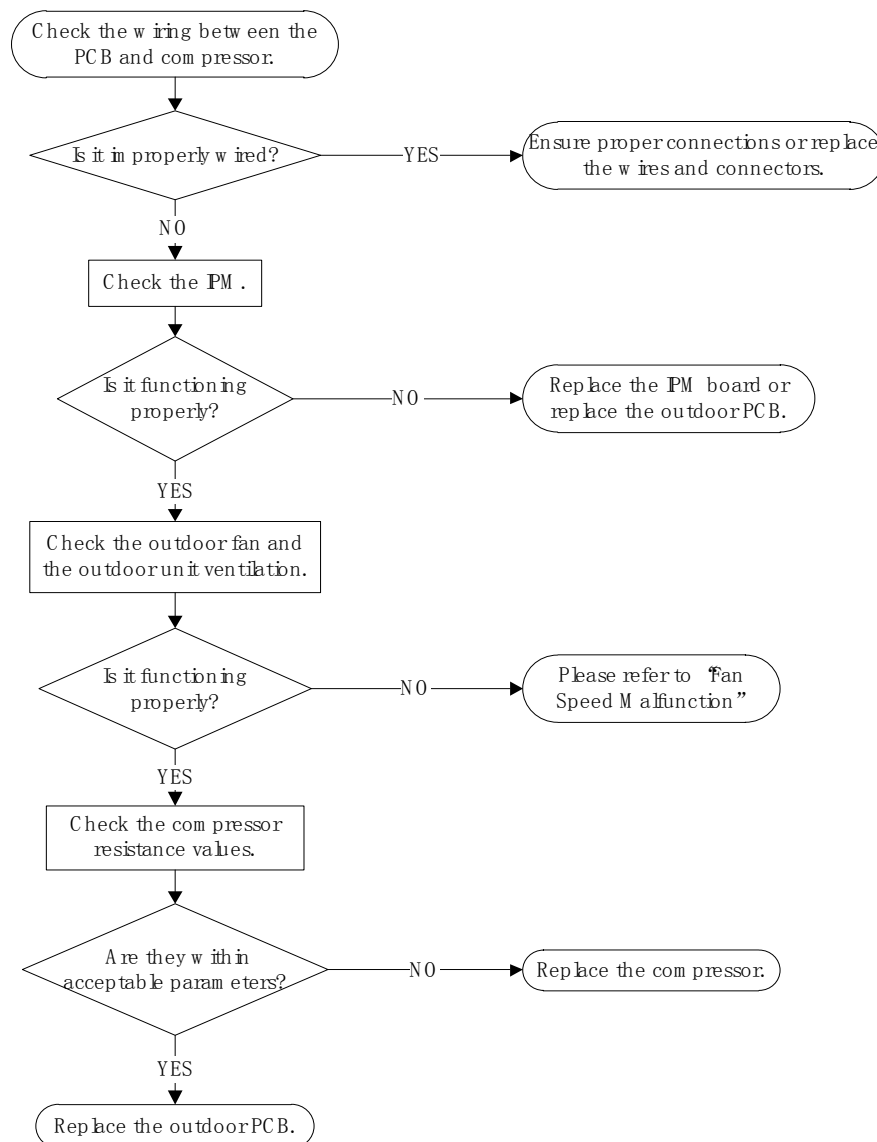 Check the wiring between the
PCB and compressor.
Is it improperly wired?
YES
Ensure proper connections or replace
the wires and connectors.
NO
Check the IPM.
Is it functioning
properly?
NO
Replace the IPM board or
replace the outdoor PCB.
YES
Check the outdoor fan and
the outdoor unit ventilation.
Is it functioning
properly?
NO
Please refer to “Fan
Speed Malfunction”
YES
Check the compressor
resistance values.
Are they within
acceptable parameters?
NO
Replace the compressor.
YES
Replace the outdoor PCB.